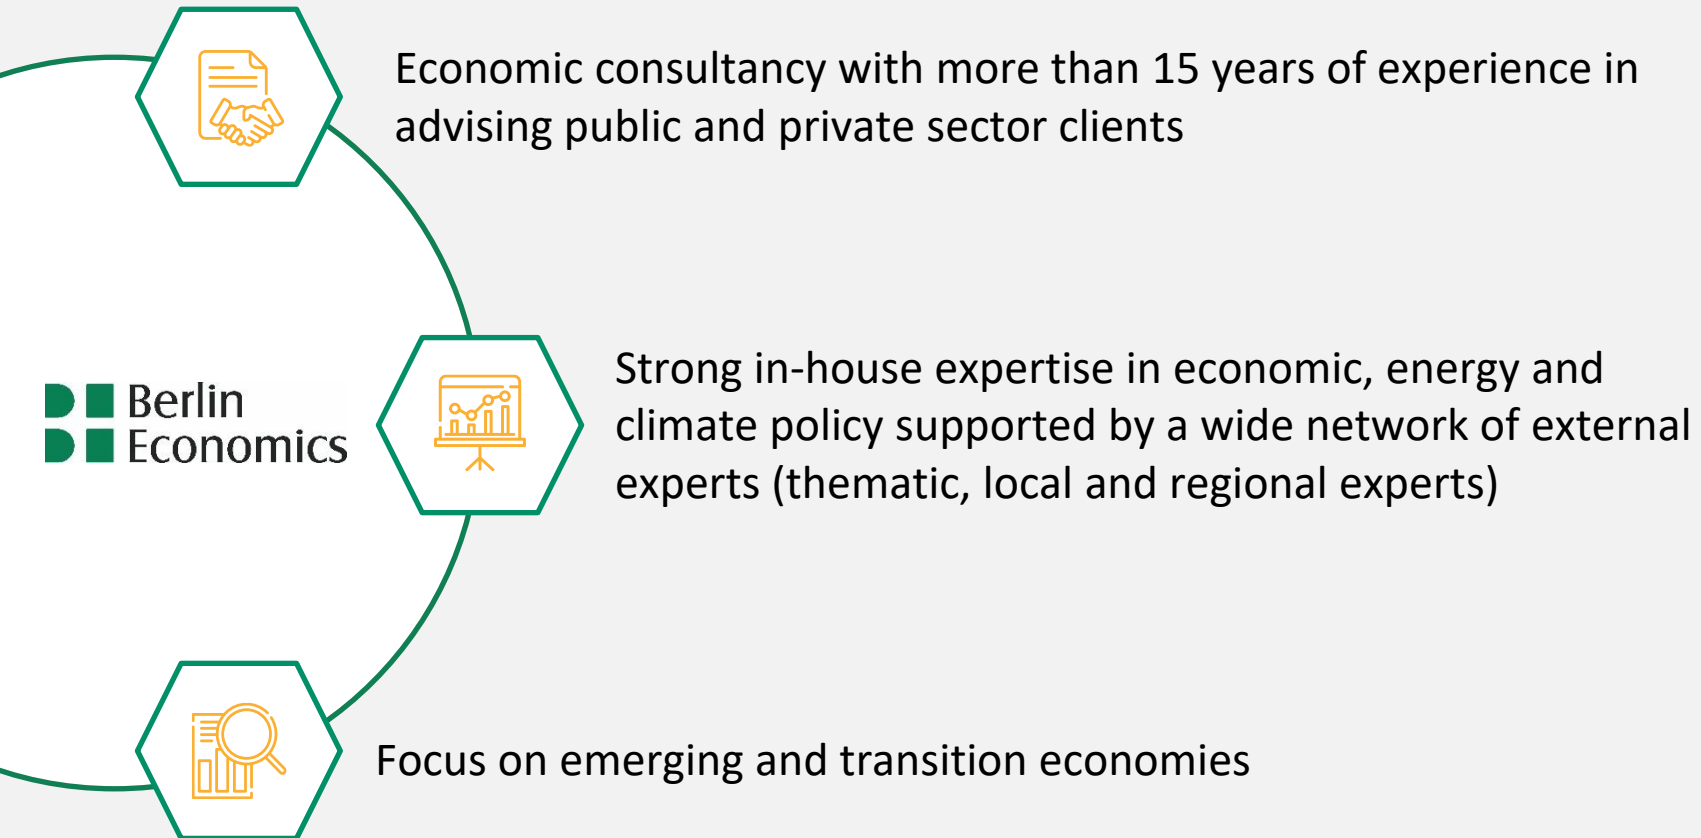 Economic consultancy with more than 15 years of experience in
advising public and private sector clients
Berlin
Economics
Strong in-house expertise in economic, energy and
climate policy supported by a wide network of external
experts (thematic, local and regional experts)
Focus on emerging and transition economies